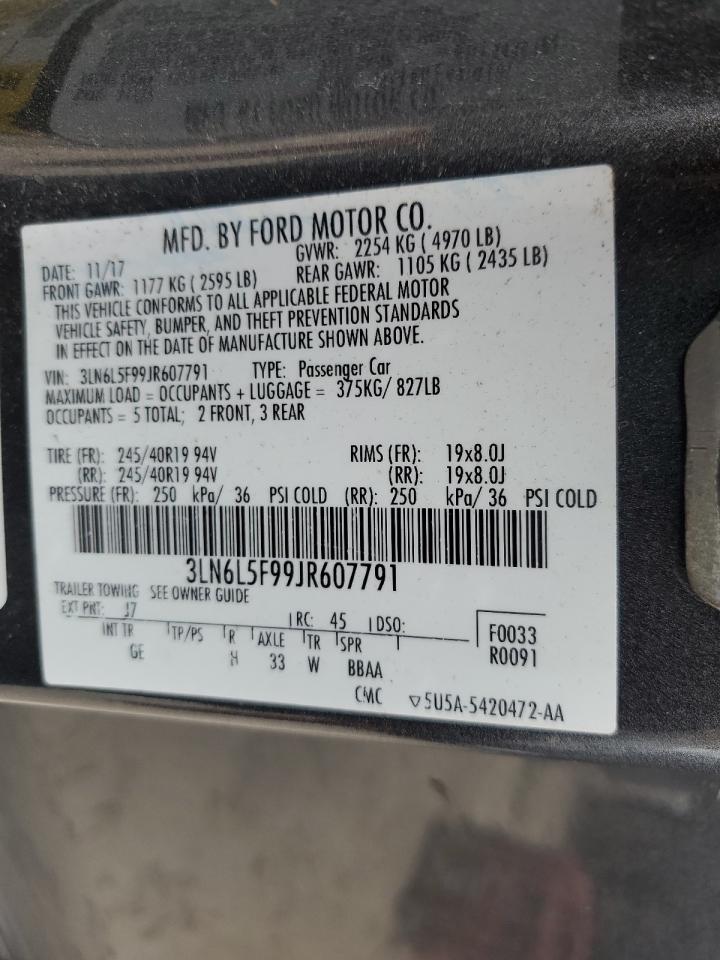 MFD. BY FORD MOTOR CO.
DATE: 11/17 GVWR: 2254 KG ( 4970 LB)
FRONT GAWR: 1177 KG ( 2595 LB) REAR GAWR: 1105 KG ( 2435 LB)
THIS VEHICLE CONFORMS TO ALL APPLICABLE FEDERAL MOTOR
VEHICLE SAFETY, BUMPER, AND THEFT PREVENTION STANDARDS
IN EFFECT ON THE DATE OF MANUFACTURE SHOWN ABOVE.
VIN: 3LN6L5F99JR607791 TYPE: Passenger Car
MAXIMUM LOAD = OCCUPANTS + LUGGAGE = 375KG/ 827LB
OCCUPANTS = 5 TOTAL; 2 FRONT, 3 REAR
TIRE (FR): 245/40R19 94V RIMS (FR): 19x8.0J
(RR): 245/40R19 94V (RR): 19x8.0J
PRESSURE (FR): 250 kPa/ 36 PSI COLD (RR): 250 kPa/ 36 PSI COLD
3LN6L5F99JR607791
TRAILER TOWING SEE OWNER GUIDE
EXT PNT: J7 RC: 45 DSO: F0033
INT TR TP/PS R AXLE TR SPR R0091
GE H 33 W BBAA
CMC ▽5U5A-5420472-AA